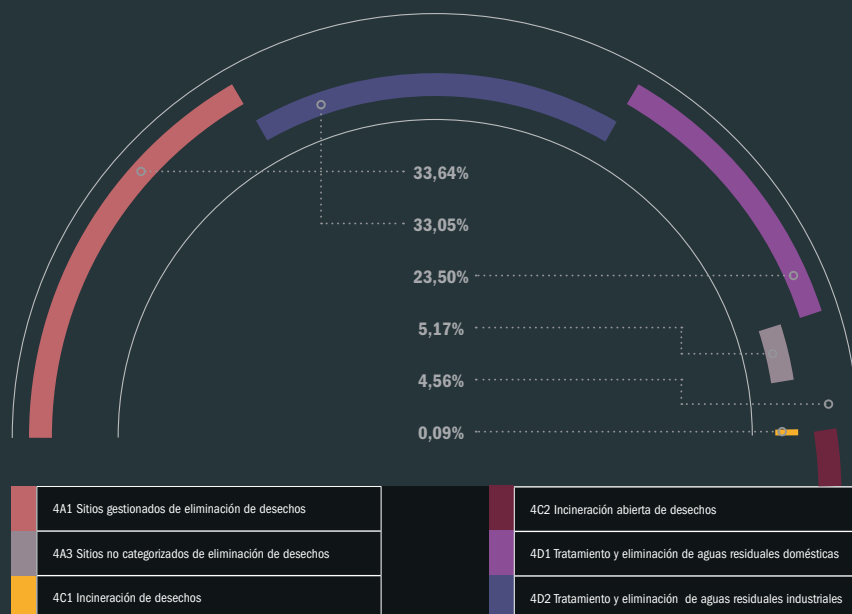 33,64%
33,05%
23,50%
5,17%
4,56%
0,09%
4A1 Sitios gestionados de eliminación de desechos
4A3 Sitios no categorizados de eliminación de desechos
4C1 Incineración de desechos
4C2 Incineración abierta de desechos
4D1 Tratamiento y eliminación de aguas residuales domésticas
4D2 Tratamiento y eliminación de aguas residuales industriales